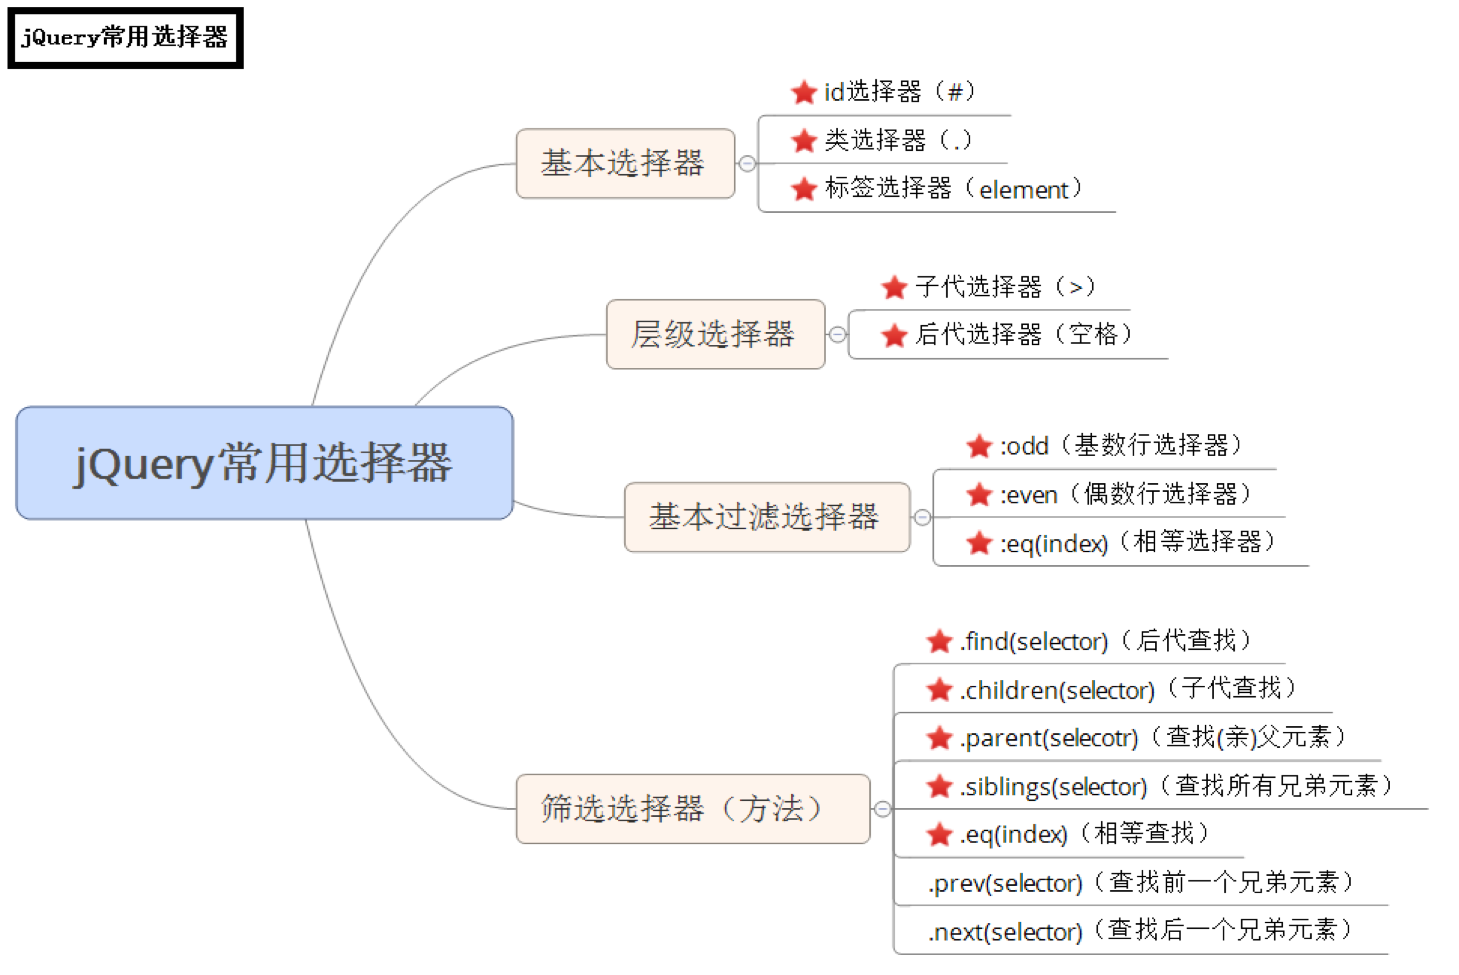 jQuery常用选择器
id选择器（#）
类选择器（.）
标签选择器（element）
基本选择器
子代选择器（>）
后代选择器（空格）
层级选择器
jQuery常用选择器
:odd（基数行选择器）
:even（偶数行选择器）
:eq(index)（相等选择器）
基本过滤选择器
.find(selector)（后代查找）
.children(selector)（子代查找）
.parent(selecotr)（查找(亲)父元素）
.siblings(selector)（查找所有兄弟元素）
.eq(index)（相等查找）
.prev(selector)（查找前一个兄弟元素）
.next(selector)（查找后一个兄弟元素）
筛选选择器（方法）